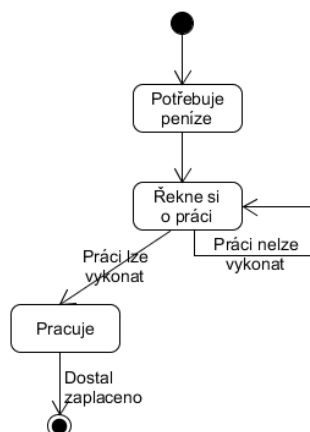 Potřebuje
peníze
Řekne si
o práci
Práci lze
vykonat
Práci nelze
vykonat
Pracuje
Dostal
zaplaceno